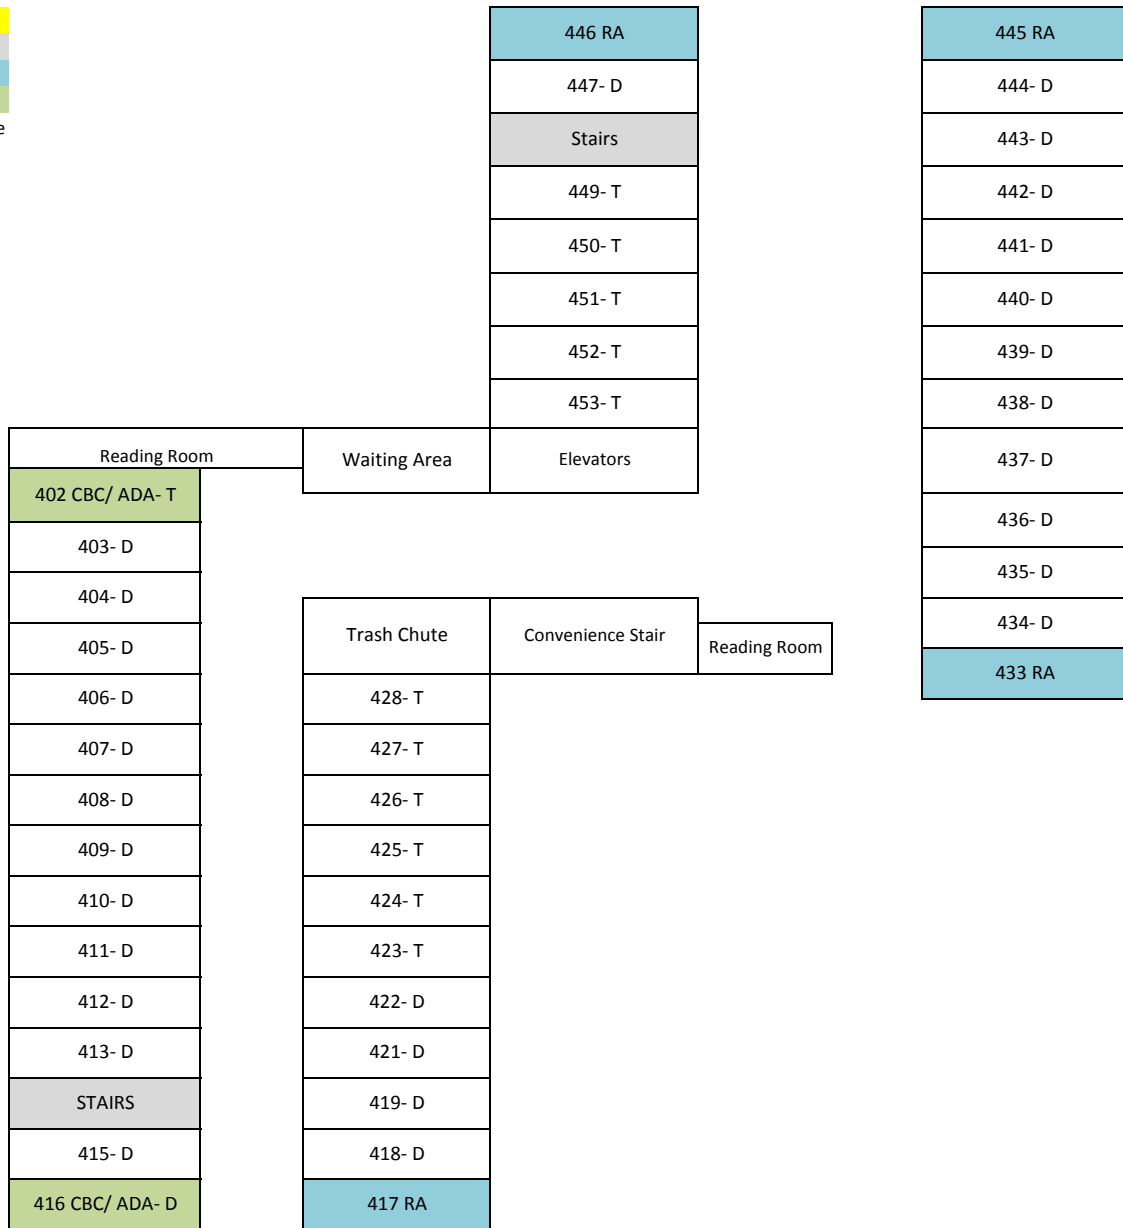 e
446 RA
447- D
Stairs
449- T
450- T
451- T
452- T
453- T
445 RA
444- D
443- D
442- D
441- D
440- D
439- D
438- D
437- D
436- D
435- D
434- D
433 RA
Reading Room
Waiting Area
Elevators
402 CBC/ ADA- T
403- D
404- D
405- D
406- D
407- D
408- D
409- D
410- D
411- D
412- D
413- D
STAIRS
415- D
416 CBC/ ADA- D
Trash Chute
Convenience Stair
Reading Room
428- T
427- T
426- T
425- T
424- T
423- T
422- D
421- D
419- D
418- D
417 RA